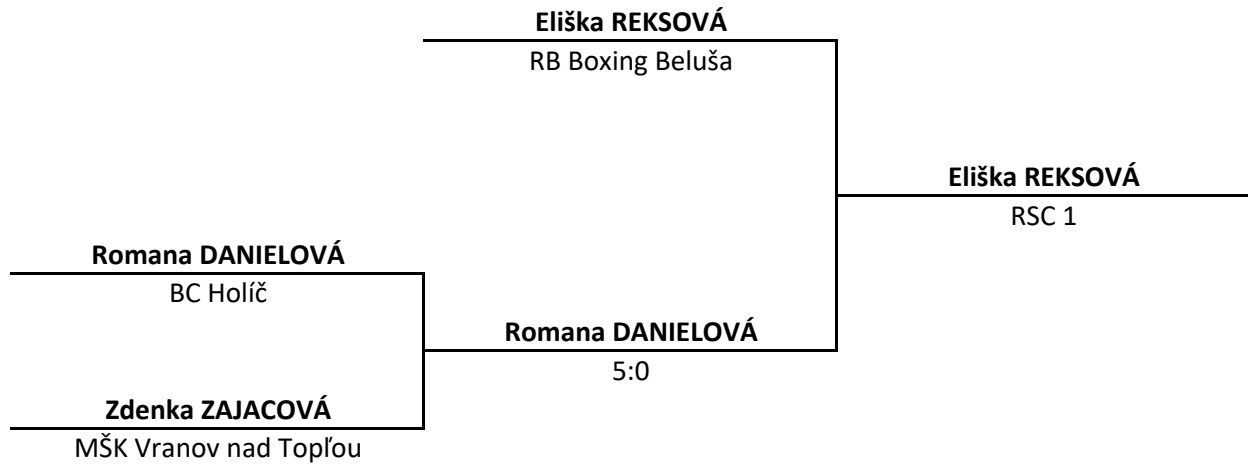 Eliška REKSOVÁ
RB Boxing Beluša
Eliška REKSOVÁ
RSC 1
Romana DANIELOVÁ
BC Holíč
Romana DANIELOVÁ
5:0
Zdenka ZAJACOVÁ
MŠK Vranov nad Topľou